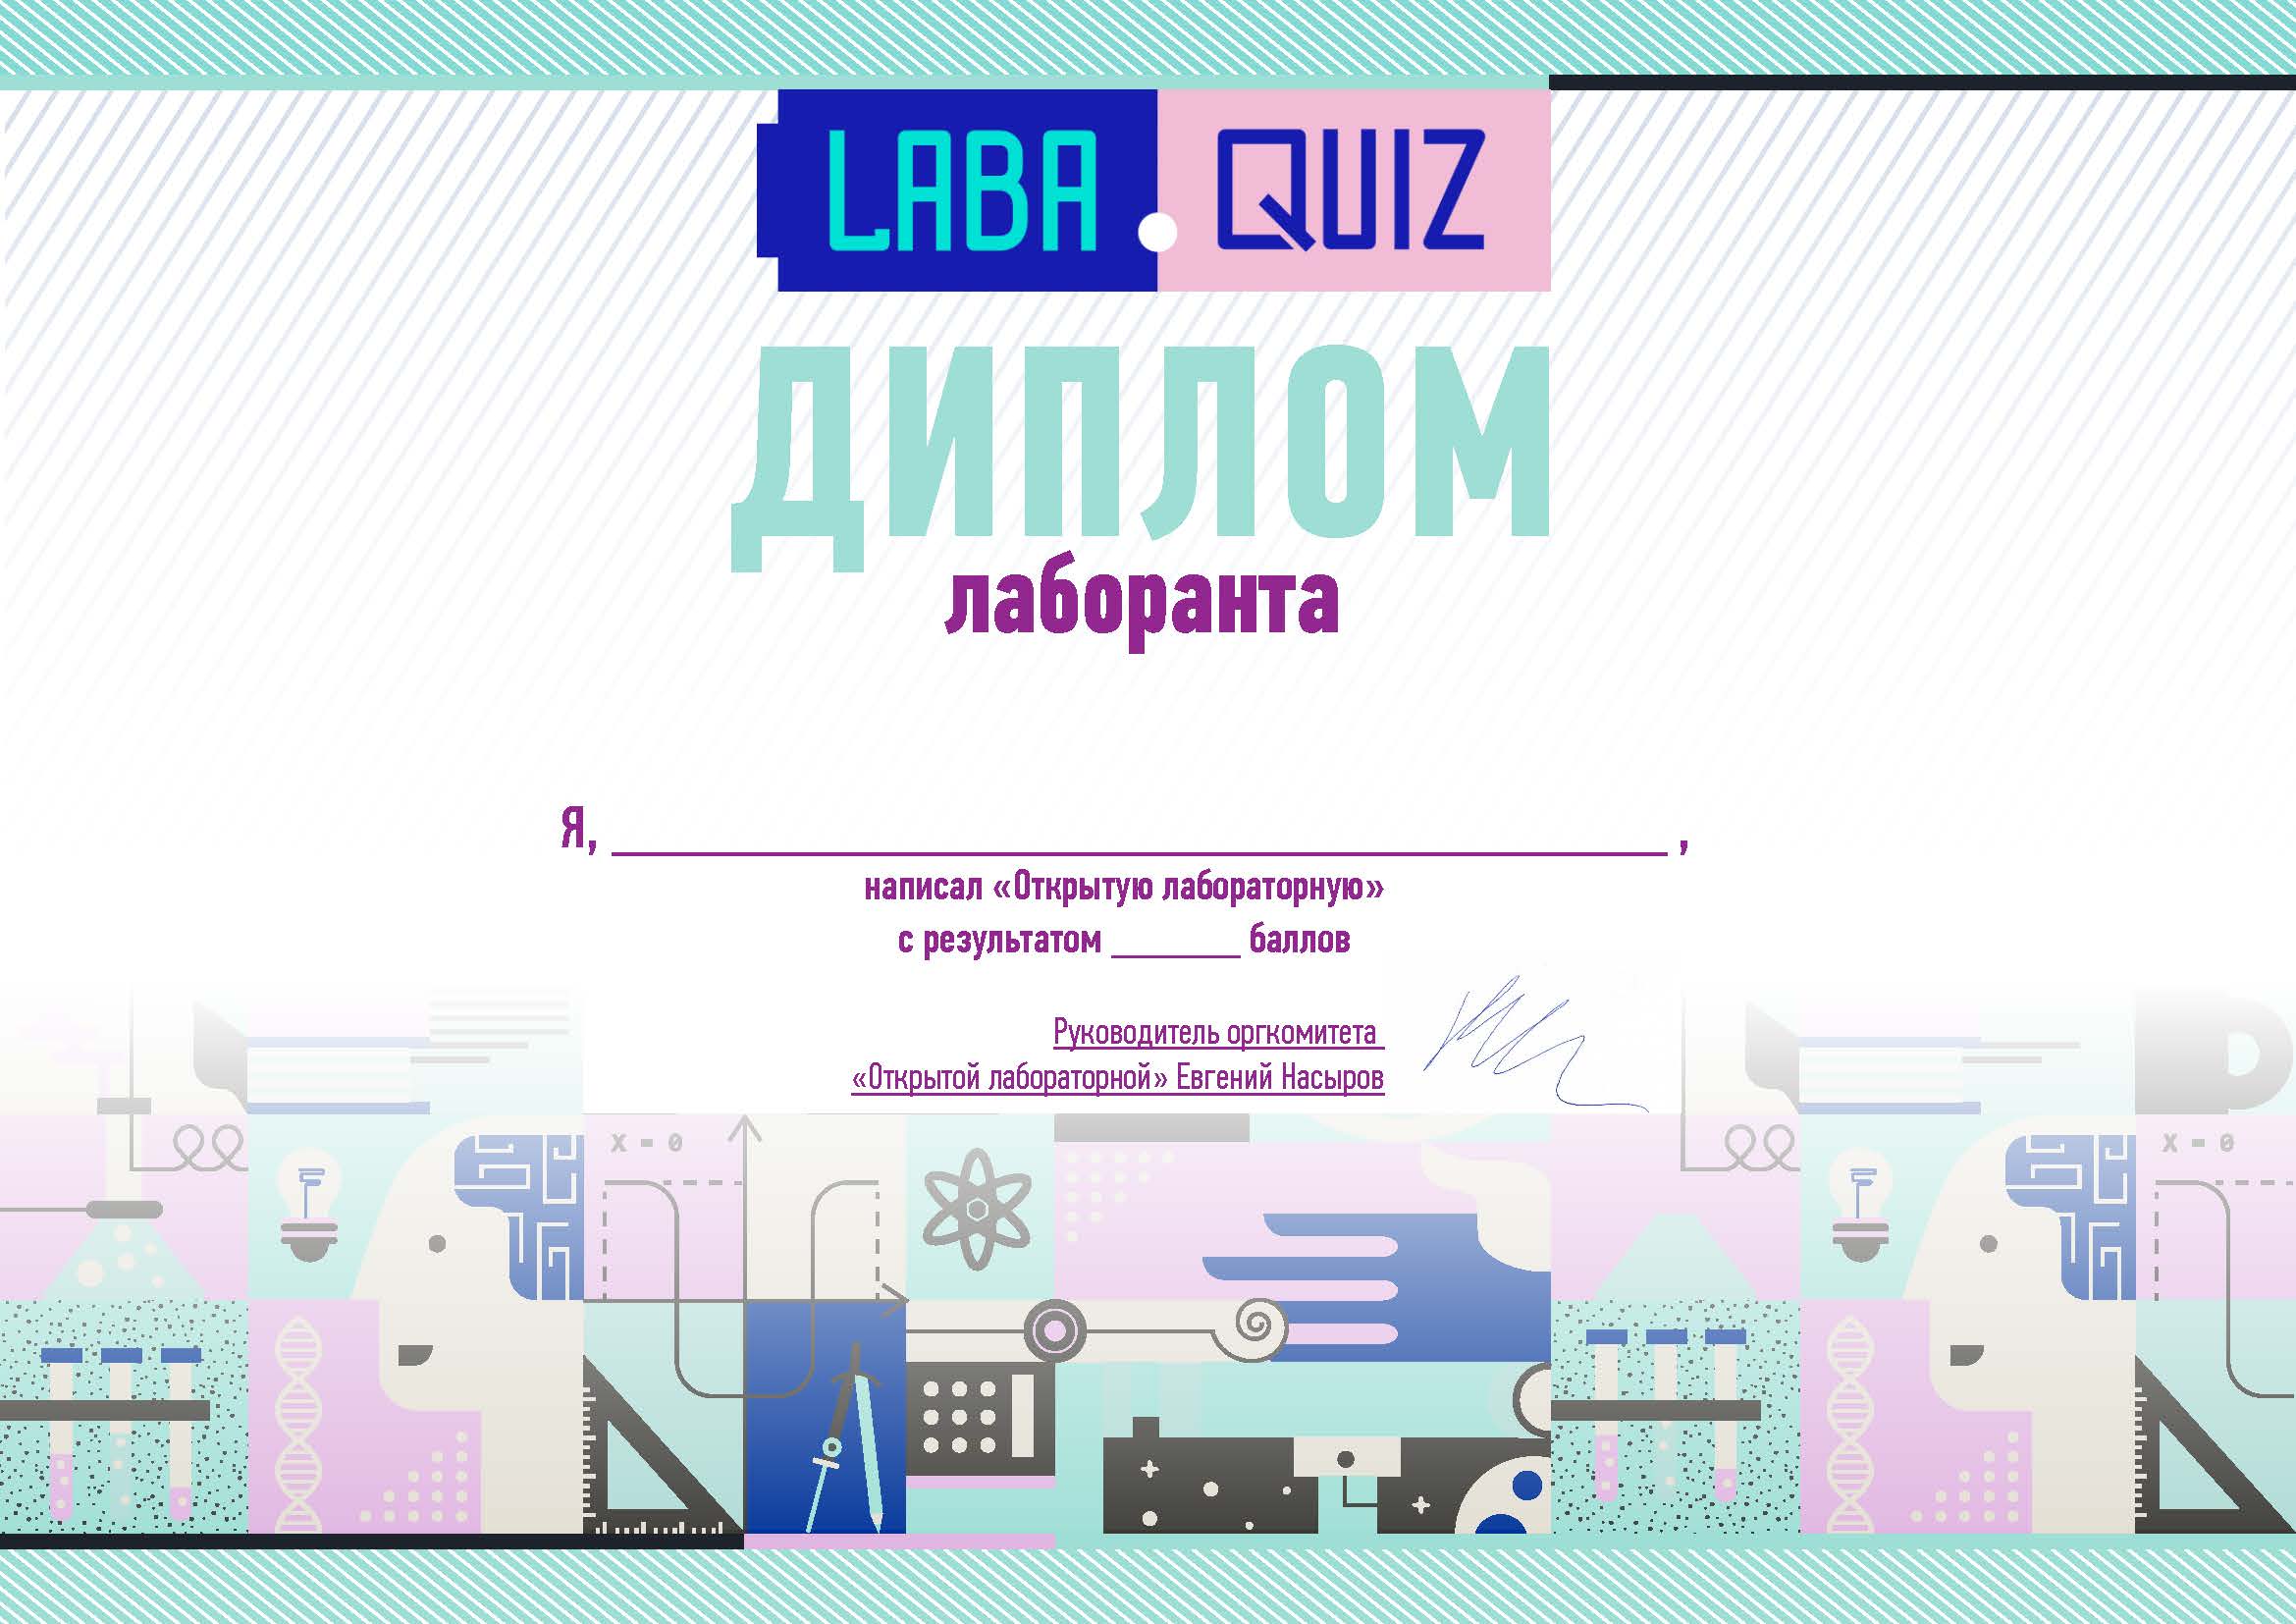 LABA. QUIZ
ДИПЛОМ
лаборанта
Я, ,
написал «Открытую лабораторную»
с результатом баллов
Руководитель оргкомитета
«Открытой лабораторной» Евгений Насыров
X - 0
X - 0